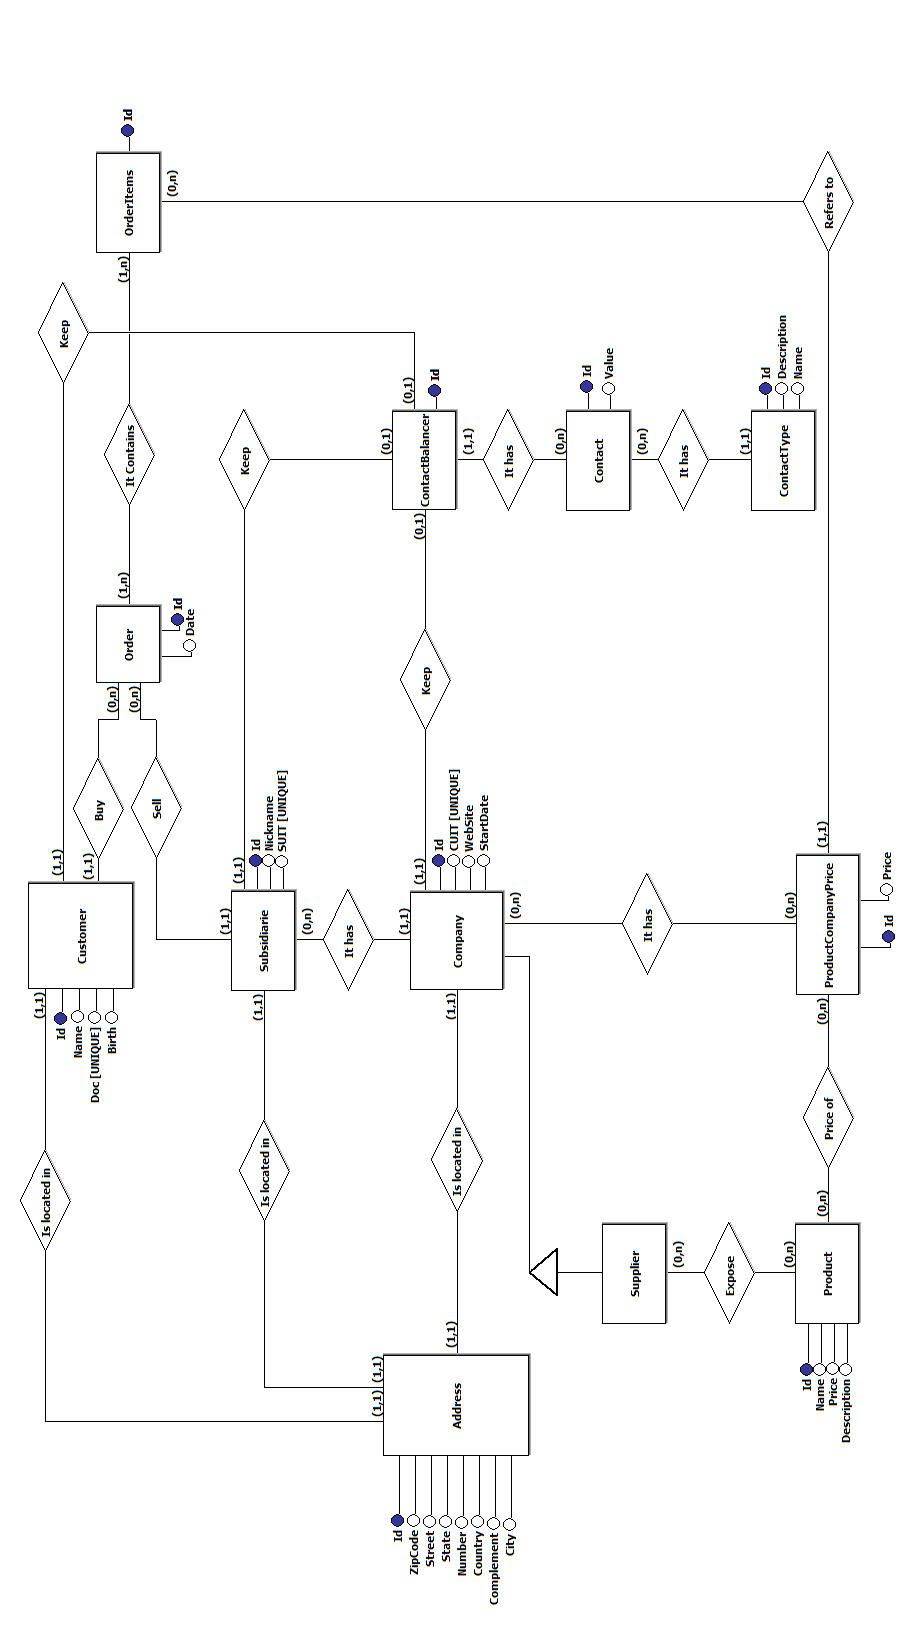 Is located in
(1,1)
Customer
Id
Name
Doc [UNIQUE]
Birth
(1,1)
(1,1)
Keep
Buy
Sell
(0,n)
(0,n)
Order
Id
Date
(1,n)
It Contains
(1,n)
OrderItems
Id
(0,n)
Is located in
(1,1)
(1,1)
Subsidiarie
(1,1)
Id
Nickname
SUIT [UNIQUE]
Keep
(0,n)
It has
(1,1)
(1,1)
(1,1)
(1,1)
Address
Id
ZipCode
Street
State
Number
Country
Complement
City
(1,1)
Is located in
(1,1)
Company
(1,1)
Id
CUIT [UNIQUE]
WebSite
StartDate
(0,n)
Keep
(0,1)
(0,1)
(0,1)
ContactBalancer
Id
(1,1)
It has
(0,n)
Contact
Id
Value
(0,n)
It has
(1,1)
ContactType
Id
Description
Name
Supplier
(0,n)
Expose
(0,n)
Product
Id
Name
Price
Description
(0,n)
Price of
(0,n)
It has
(0,n)
ProductCompanyPrice
Id
Price
(1,1)
Refers to